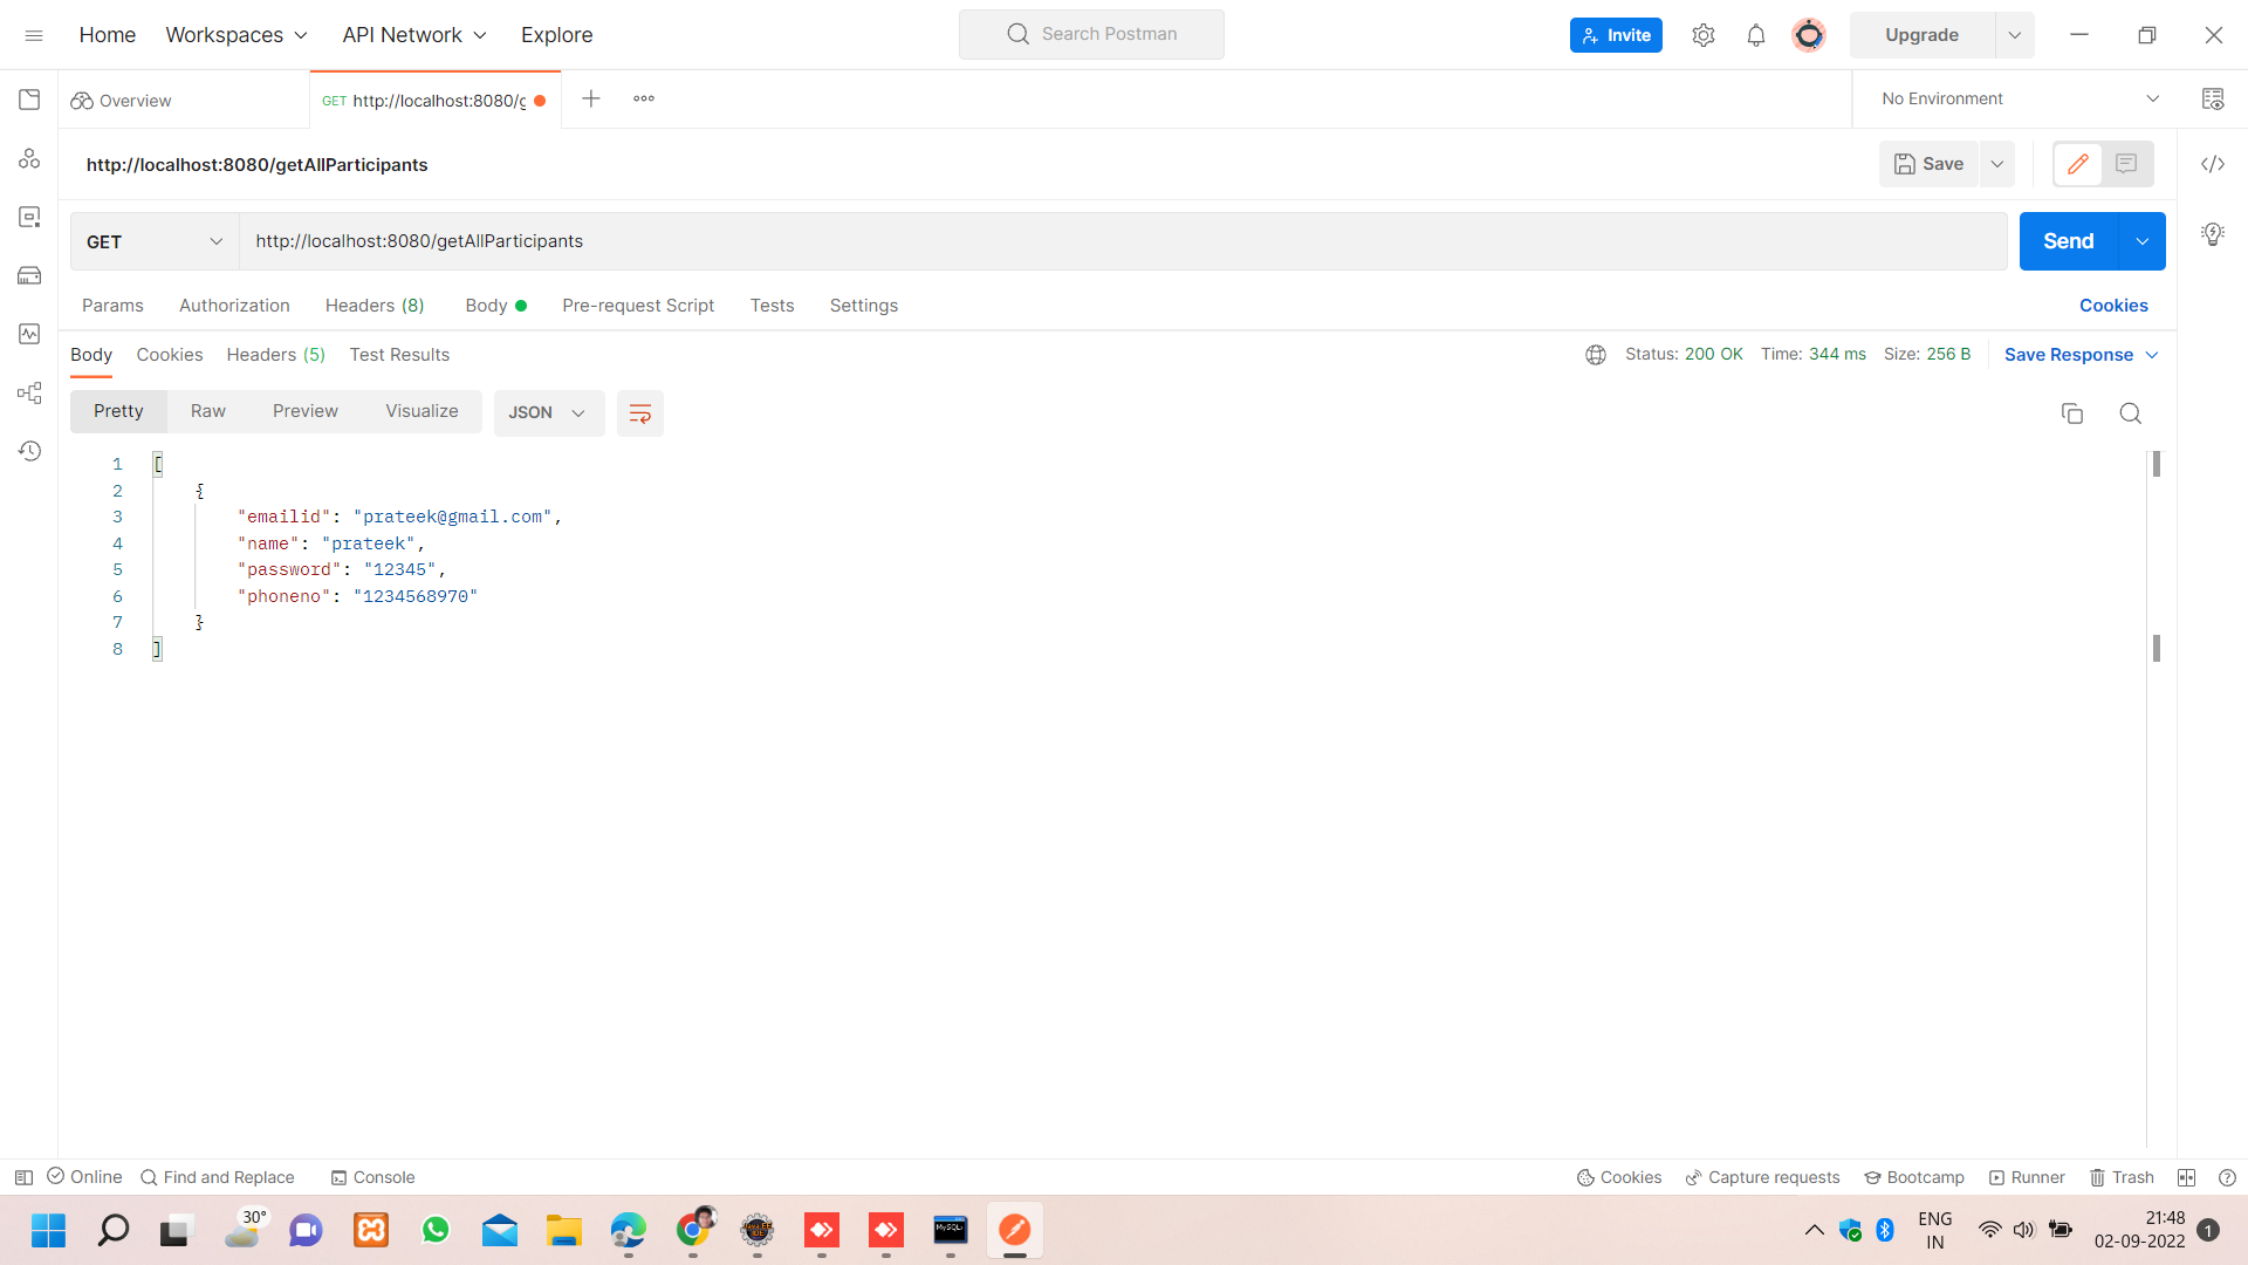 Home Workspaces API Network Explore Search Postman Invite Upgrade
Overview GET http://localhost:8080/g No Environment
http://localhost:8080/getAllParticipants Save
GET http://localhost:8080/getAllParticipants Send
Params Authorization Headers (8) Body Pre-request Script Tests Settings Cookies
Body Cookies Headers (5) Test Results Status: 200 OK Time: 344 ms Size: 256 B Save Response
Pretty Raw Preview Visualize JSON
1 [
2 {
3 "emailid": "prateek@gmail.com",
4 "name": "prateek",
5 "password": "12345",
6 "phoneno": "1234568970"
7 }
8 ]
Online Find and Replace Console Cookies Capture requests Bootcamp Runner Trash
30° ENG 21:48
IN 02-09-2022 1